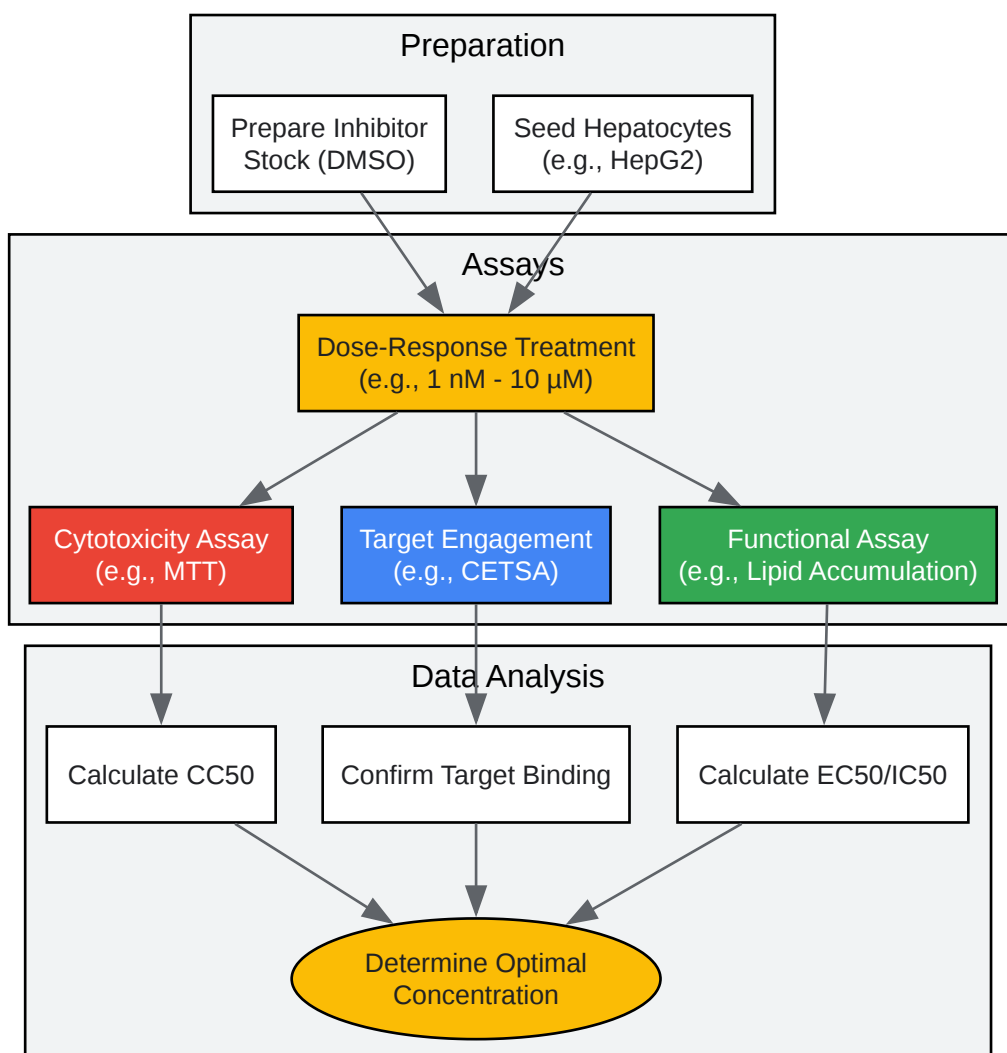 Preparation
Prepare Inhibitor
Stock (DMSO)
Seed Hepatocytes
(e.g., HepG2)
Assays
Dose-Response Treatment
(e.g., 1 nM - 10 µM)
Cytotoxicity Assay
(e.g., MTT)
Target Engagement
(e.g., CETSA)
Functional Assay
(e.g., Lipid Accumulation)
Data Analysis
Calculate CC50
Confirm Target Binding
Calculate EC50/IC50
Determine Optimal
Concentration